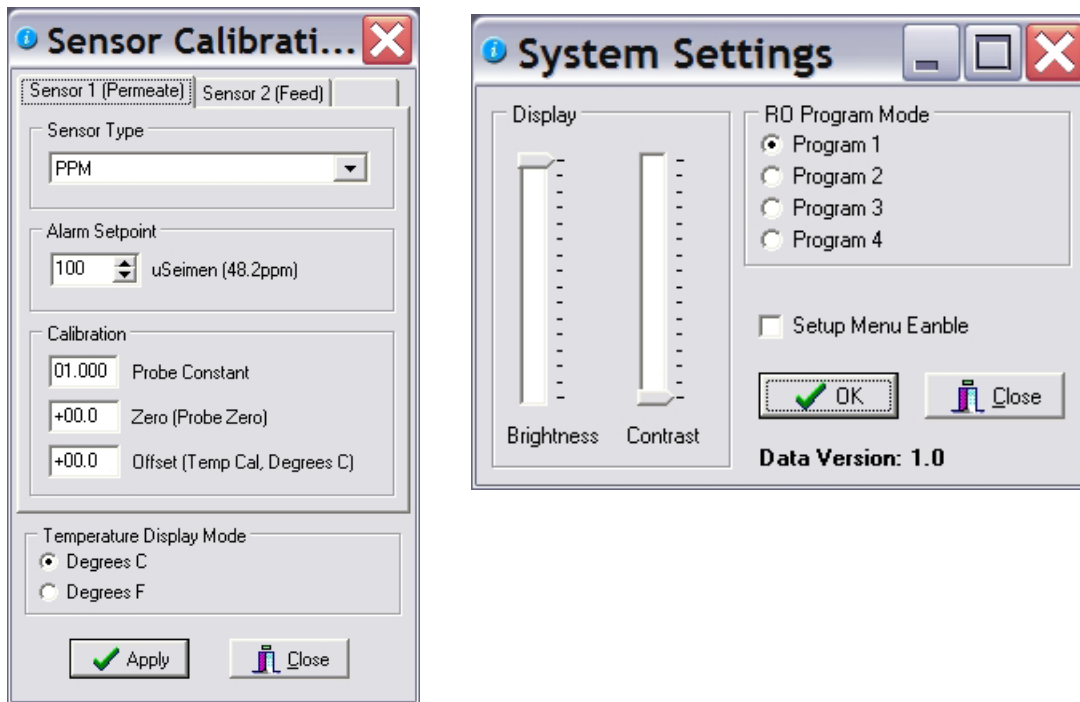 Sensor Calibrati...
Sensor 1 (Permeate) Sensor 2 (Feed)
Sensor Type
PPM
Alarm Setpoint
100 uSeimen (48.2ppm)
Calibration
01.000 Probe Constant
+00.0 Zero (Probe Zero)
+00.0 Offset (Temp Cal, Degrees C)
Temperature Display Mode
Degrees C
Degrees F
Apply Close
System Settings
Display
Brightness Contrast
RO Program Mode
Program 1
Program 2
Program 3
Program 4
Setup Menu Eanble
OK Close
Data Version: 1.0